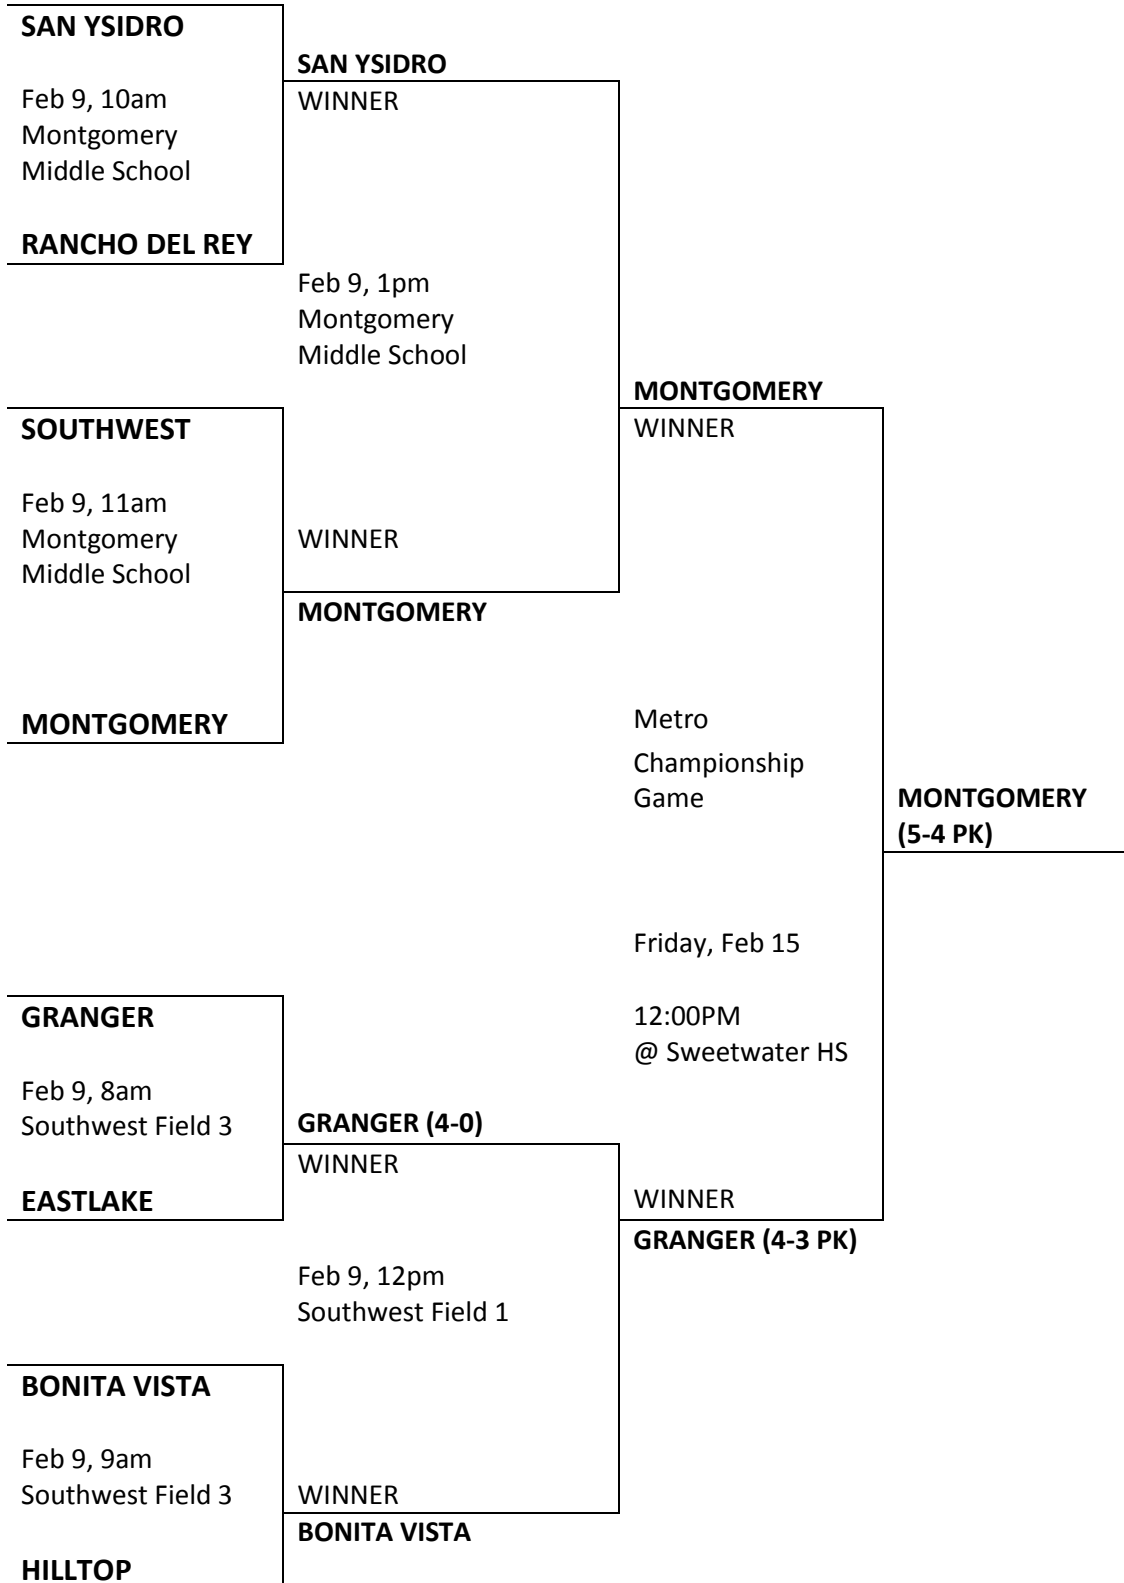 SAN YSIDRO
Feb 9, 10am
Montgomery
Middle School
RANCHO DEL REY
SAN YSIDRO
WINNER
Feb 9, 1pm
Montgomery
Middle School
SOUTHWEST
Feb 9, 11am
Montgomery
Middle School
MONTGOMERY
WINNER
MONTGOMERY
MONTGOMERY
WINNER
Metro
Championship
Game
Friday, Feb 15
12:00PM
@ Sweetwater HS
MONTGOMERY
(5-4 PK)
GRANGER
Feb 9, 8am
Southwest Field 3
EASTLAKE
GRANGER (4-0)
WINNER
Feb 9, 12pm
Southwest Field 1
WINNER
GRANGER (4-3 PK)
BONITA VISTA
Feb 9, 9am
Southwest Field 3
HILLTOP
WINNER
BONITA VISTA